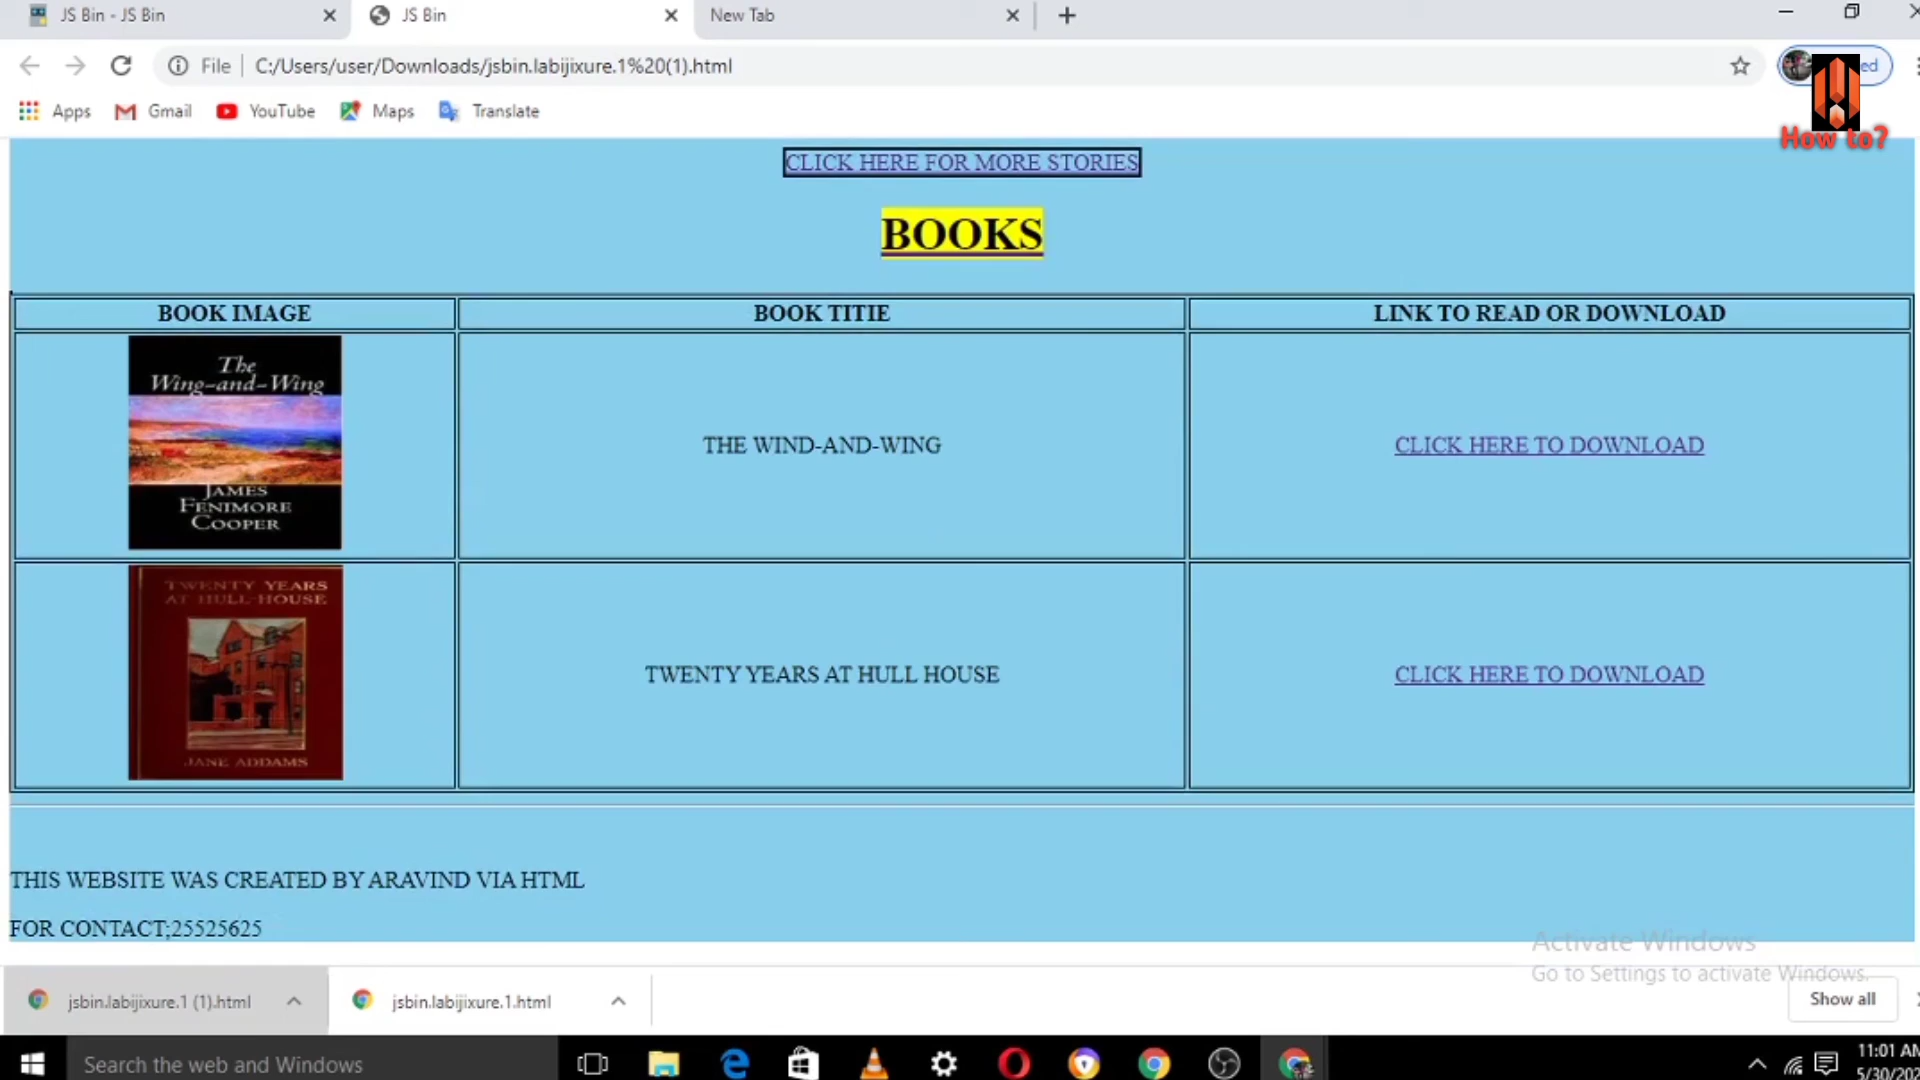 JS Bin - JS Bin
JS Bin
New Tab
File
C:/Users/user/Downloads/jsbin.labijixure.1%20(1).html
ed
Apps
Gmail
YouTube
Maps
Translate
How to?
CLICK HERE FOR MORE STORIES
BOOKS
BOOK IMAGE
BOOK TITIE
LINK TO READ OR DOWNLOAD
The
Wing-and-Wing
JAMES
FENIMORE
COOPER
THE WIND-AND-WING
CLICK HERE TO DOWNLOAD
TWENTY YEARS
AT HULL-HOUSE
JANE ADDAMS
TWENTY YEARS AT HULL HOUSE
CLICK HERE TO DOWNLOAD
THIS WEBSITE WAS CREATED BY ARAVIND VIA HTML
FOR CONTACT;25525625
Activate Windows
Go to Settings to activate Windows.
jsbin.labijixure.1 (1).html
jsbin.labijixure.1.html
Show all
Search the web and Windows
11:01 AM
5/30/202